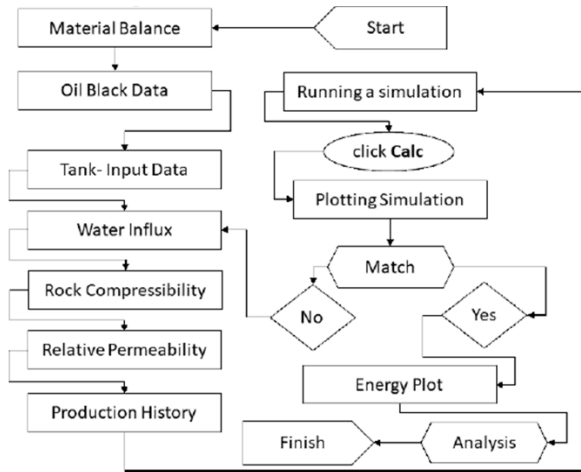 Start
Material Balance
Oil Black Data
Tank- Input Data
Water Influx
Rock Compressibility
Relative Permeability
Production History
Running a simulation
click Calc
Plotting Simulation
Match
No
Yes
Energy Plot
Analysis
Finish